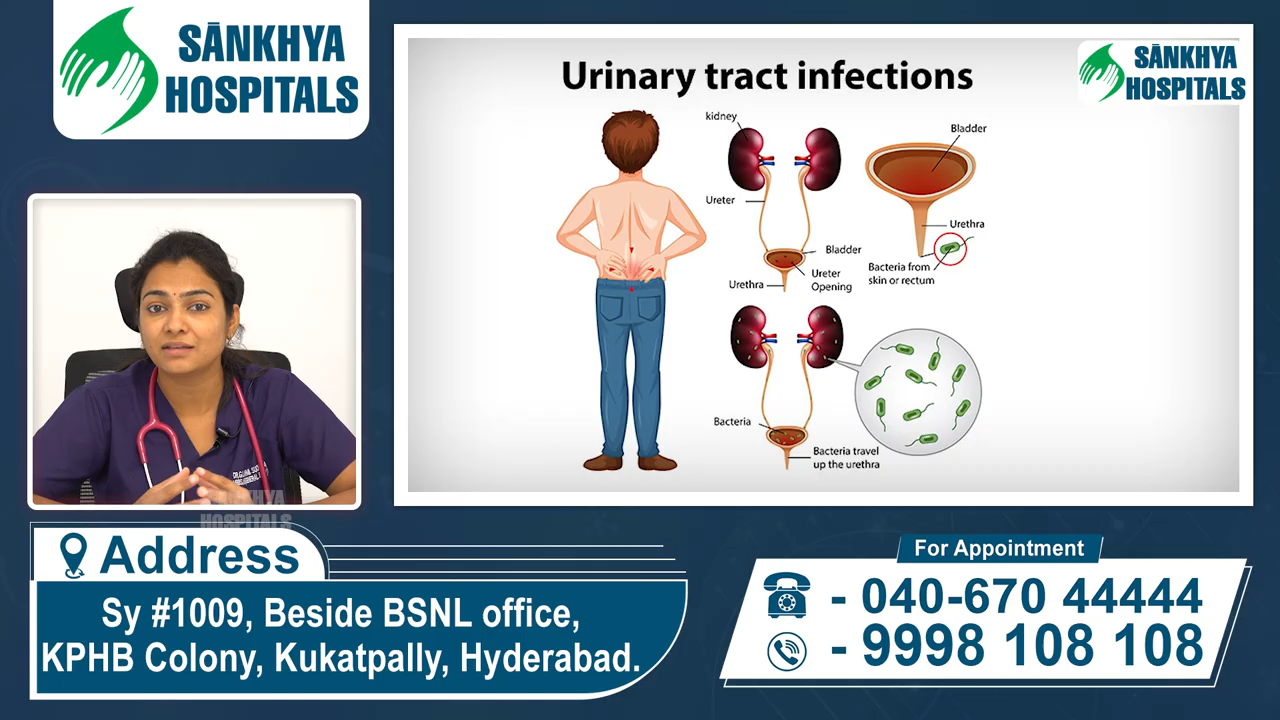 SĀNKHYA
HOSPITALS
Urinary tract infections
SĀNKHYA
HOSPITALS
kidney
Ureter
Bladder
Ureter
Opening
Urethra
Bladder
Urethra
Bacteria from
skin or rectum
Bacteria
Bacteria travel
up the urethra
HOSPITALS
Address
Sy #1009, Beside BSNL office,
KPHB Colony, Kukatpally, Hyderabad.
For Appointment
- 040-670 44444
- 9998 108 108